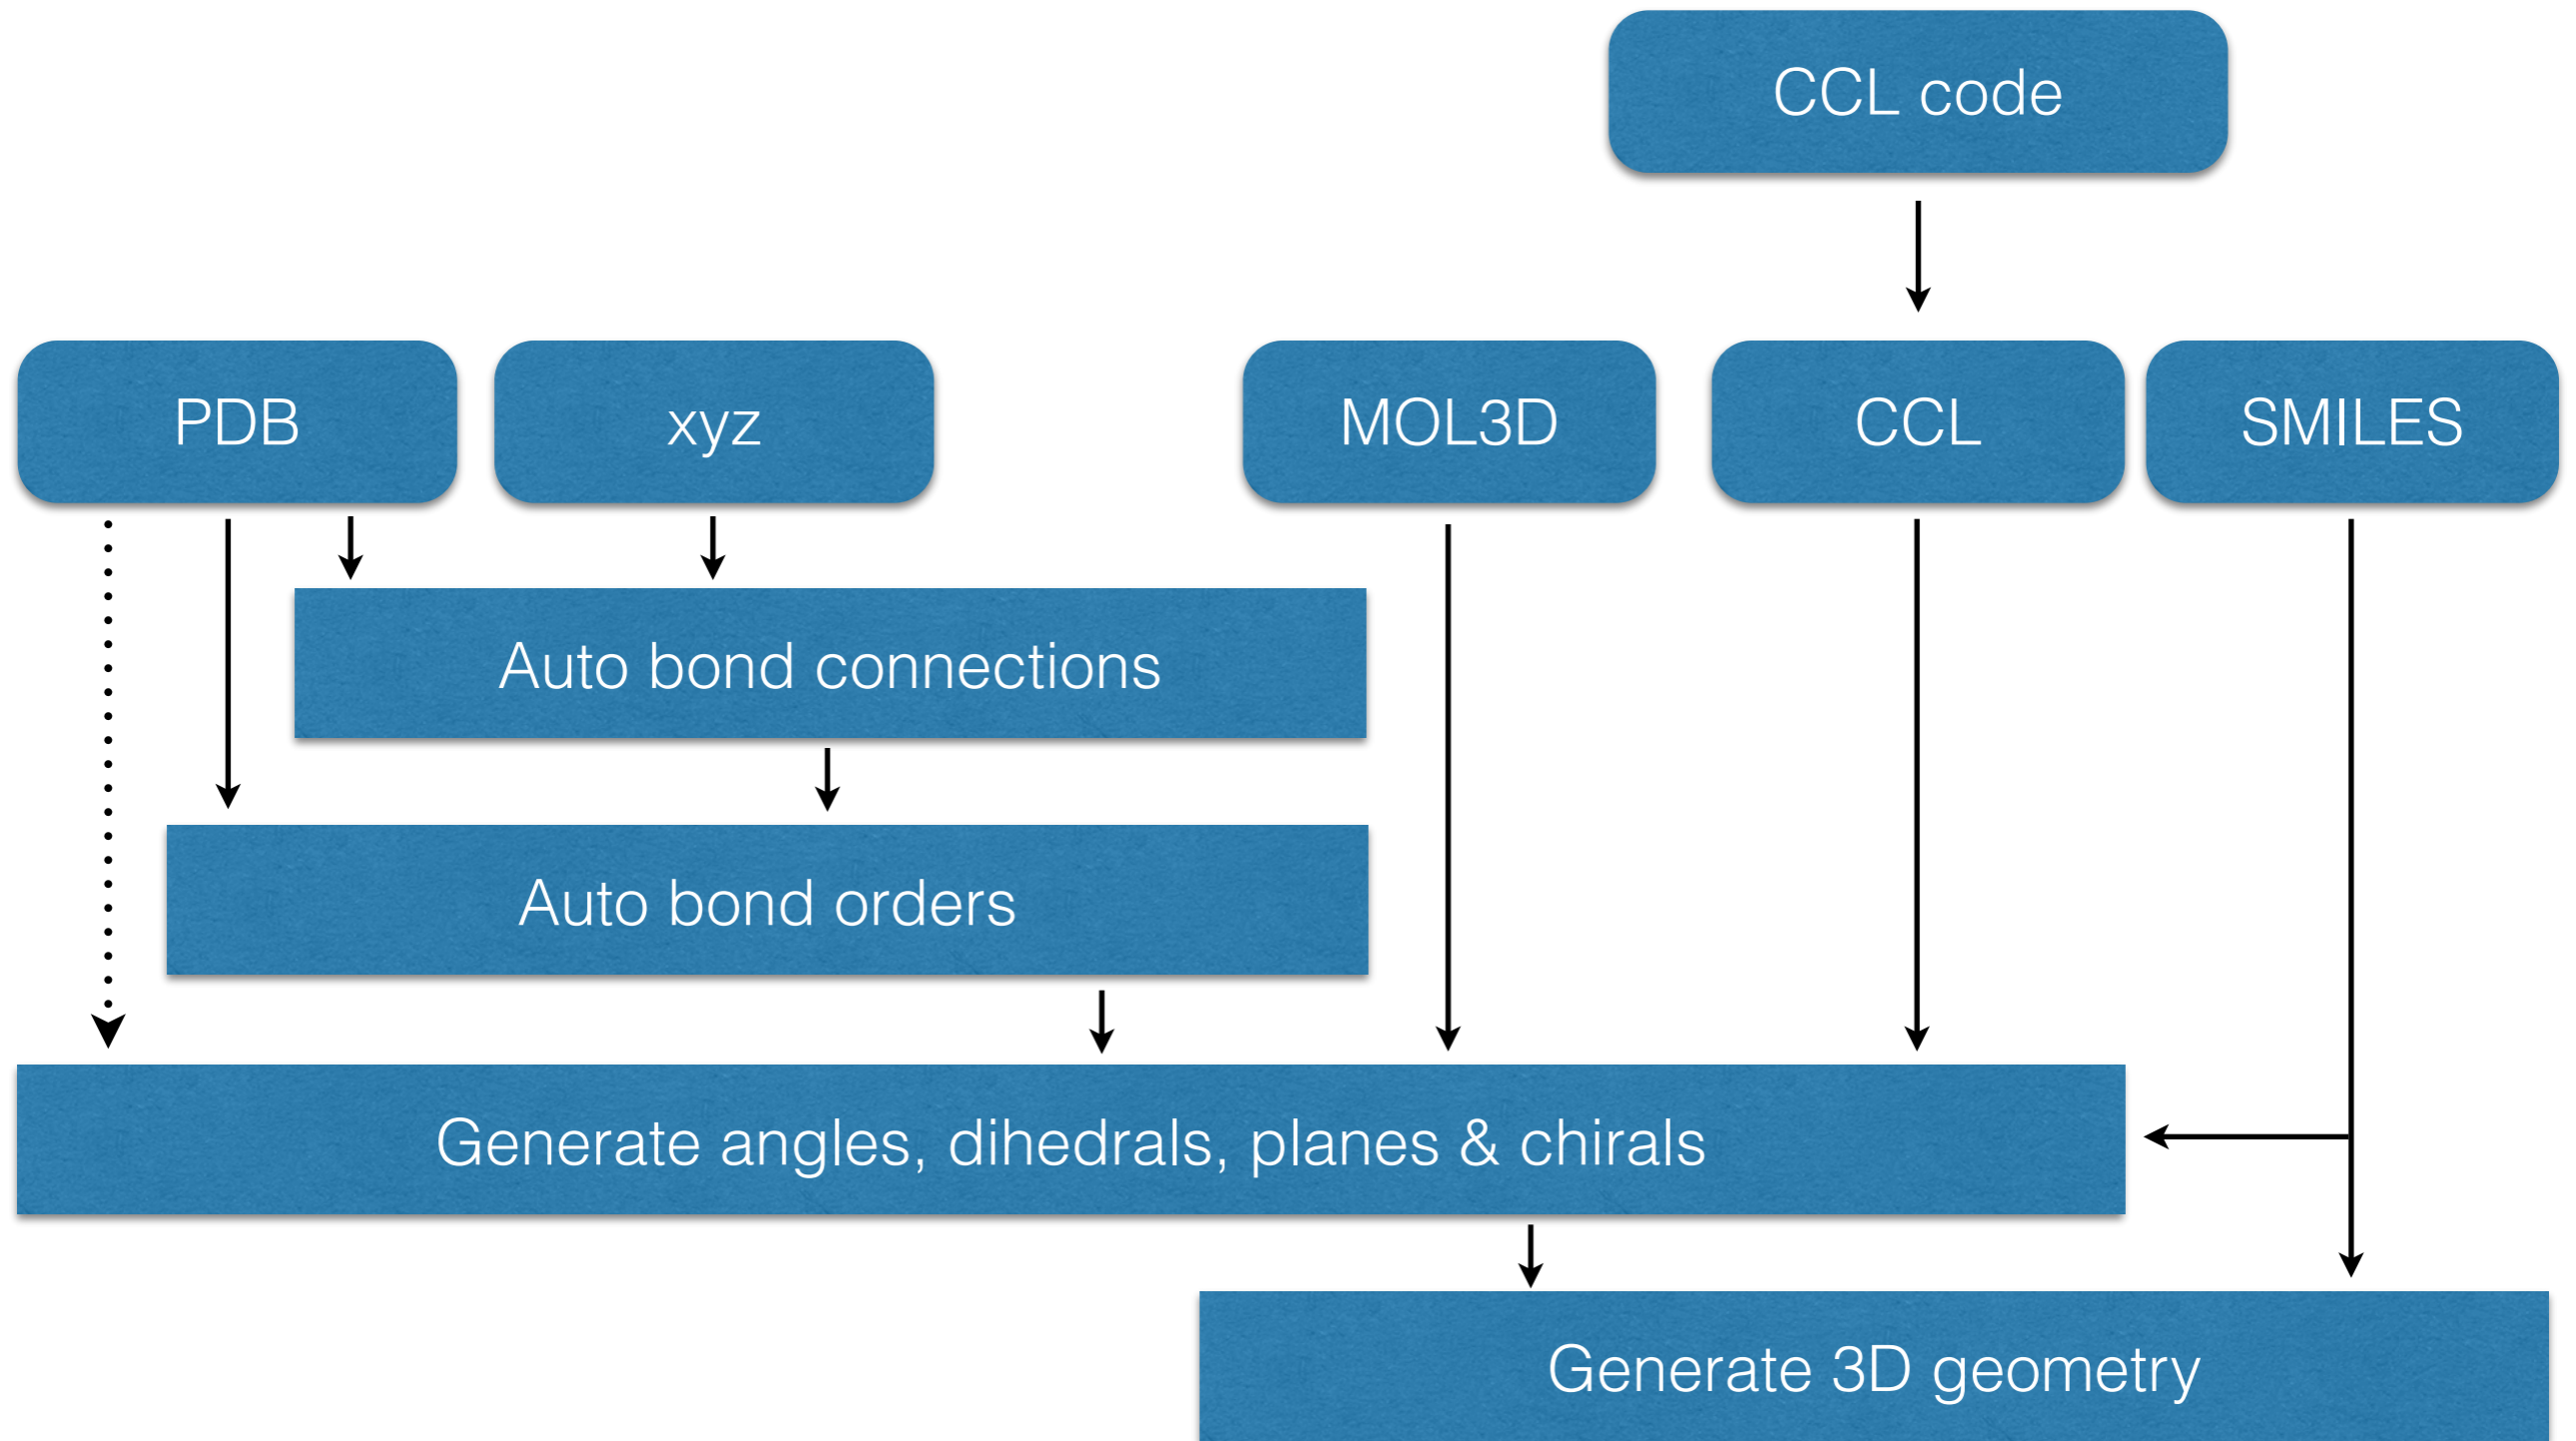 CCL code
PDB
xyz
MOL3D
CCL
SMILES
Auto bond connections
Auto bond orders
Generate angles, dihedrals, planes & chirals
Generate 3D geometry